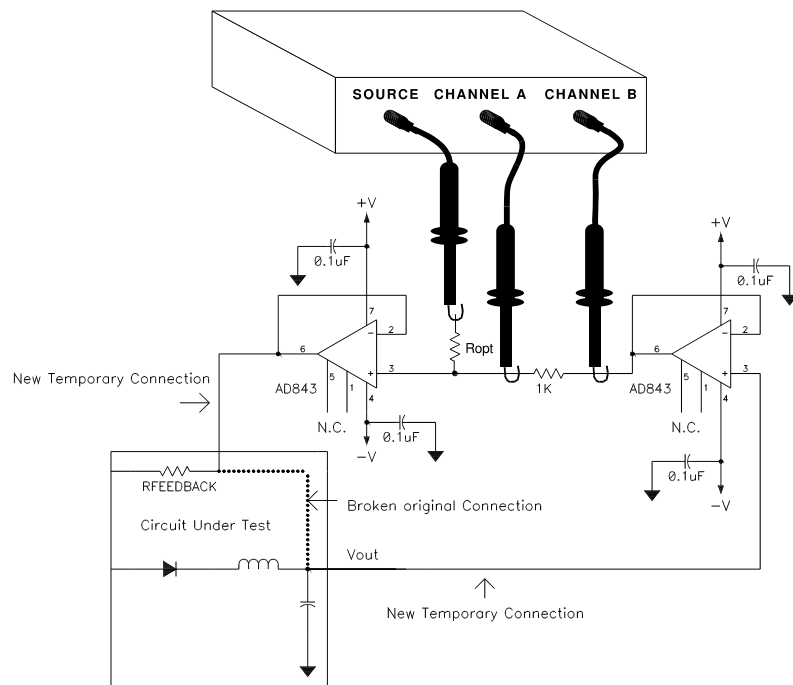 SOURCE CHANNEL A CHANNEL B
+V
+V
0.1uF
0.1uF
7
7
2
2
6
6
Ropt
3
3
5
5
1
1
4
4
1K
AD843
AD843
New Temporary Connection
N.C.
N.C.
0.1uF
-V
0.1uF
-V
RFEEDBACK
Broken original Connection
Circuit Under Test
Vout
New Temporary Connection
-
+
-
+